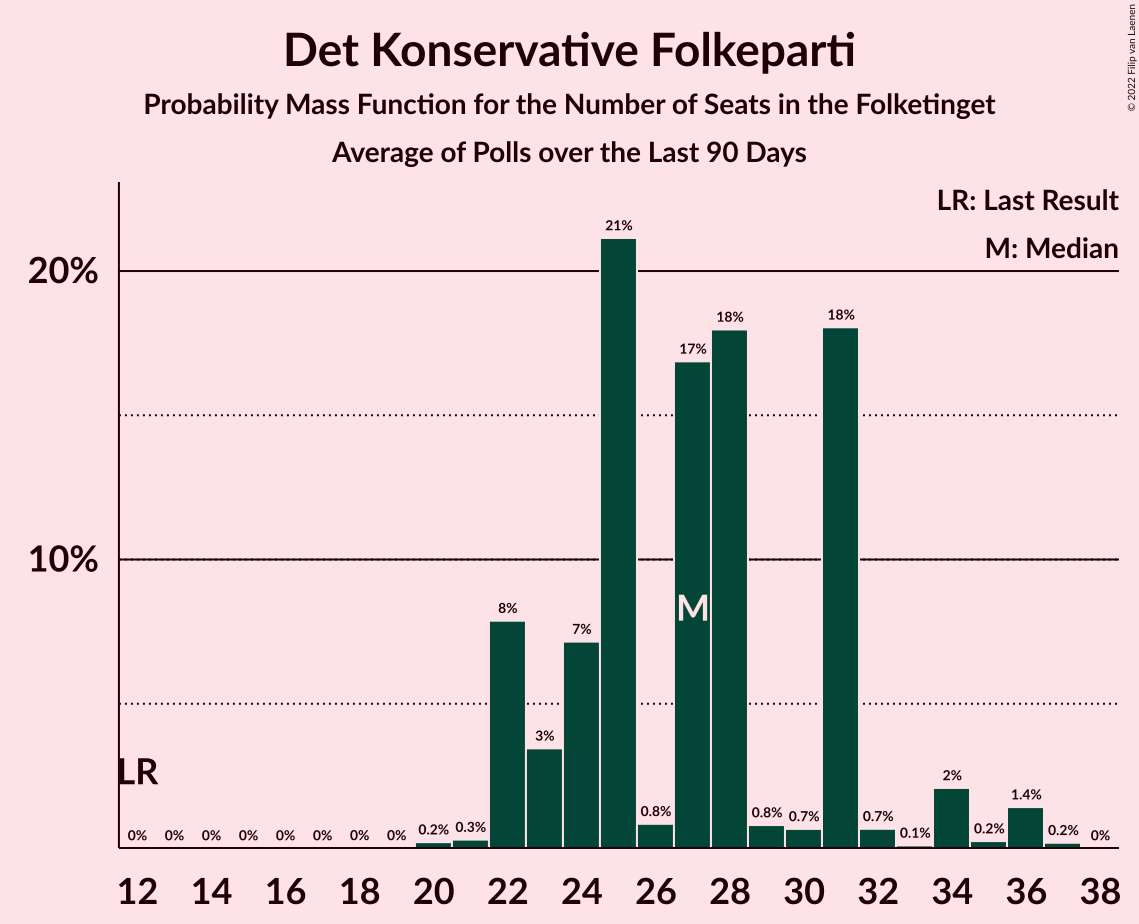 Det Konservative Folkeparti
Probability Mass Function for the Number of Seats in the Folketinget
Average of Polls over the Last 90 Days
© 2022 Filip van Laenen
LR: Last Result
M: Median
20%
10%
21%
18%
18%
17%
8%
7%
3%
2%
1.4%
0.8%
0.8%
0.7%
0.7%
0.2%
0.3%
0.1%
0.2%
0.2%
0%
0% 0% 0% 0% 0% 0% 0% 0%
M
LR
12 14 16 18 20 22 24 26 28 30 32 34 36 38